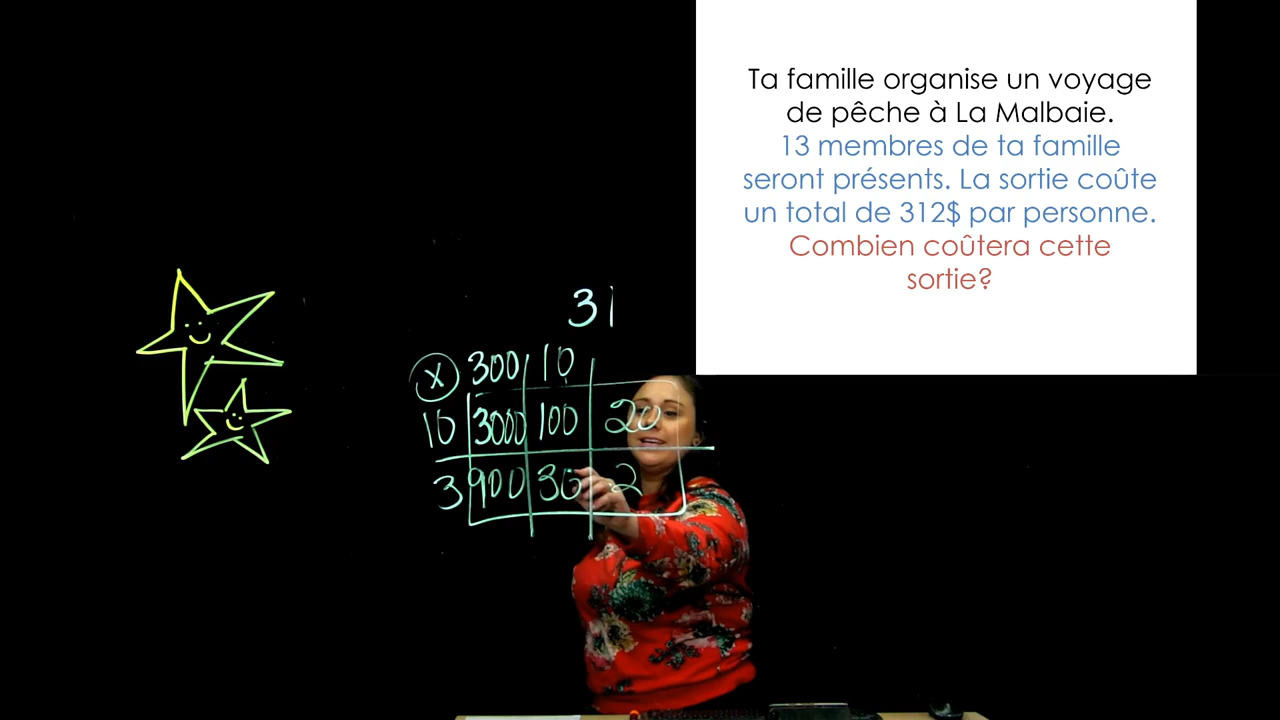 Ta famille organise un voyage
de pêche à La Malbaie.
13 membres de ta famille
seront présents. La sortie coûte
un total de 312$ par personne.
Combien coûtera cette
sortie?
31
x 300 10
10 3000 100 20
3 900 30 2